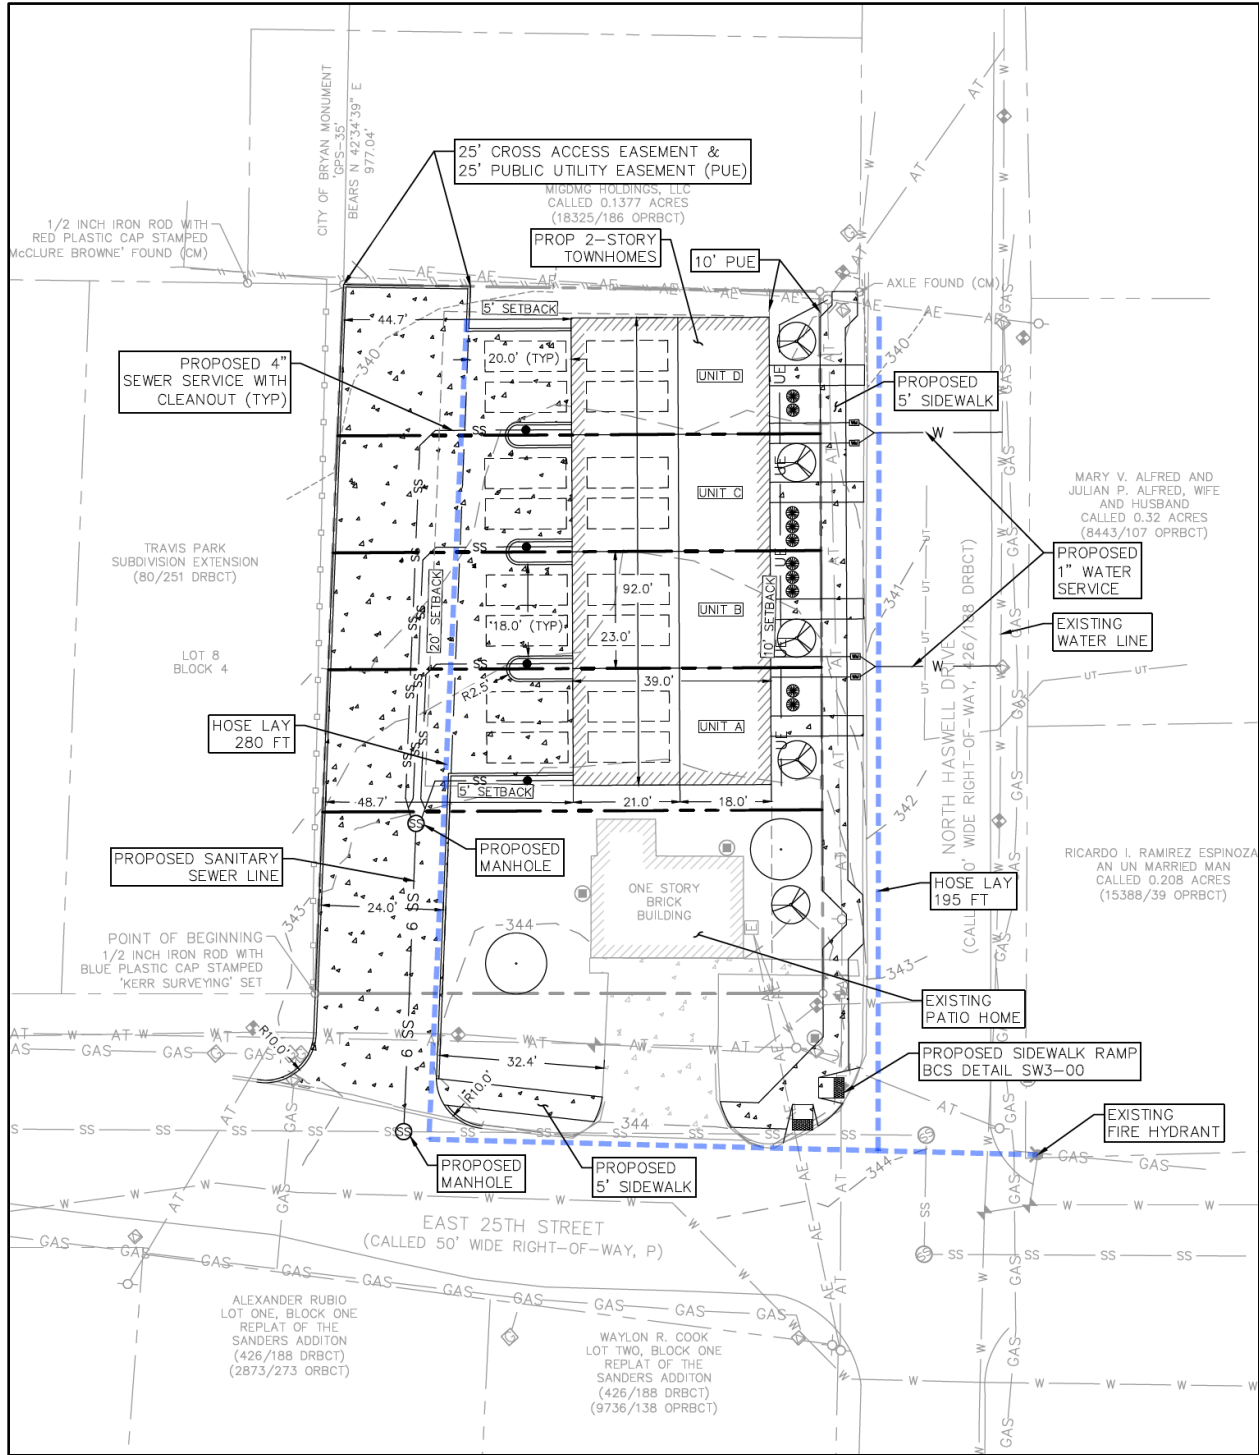 CITY OF BRYAN MONUMENT
'GPS-35'
BEARS N 42°34'39" E
977.04'
25' CROSS ACCESS EASEMENT &
25' PUBLIC UTILITY EASEMENT (PUE)
MIGDMG HOLDINGS, LLC
CALLED 0.1377 ACRES
(18325/186 OPRBCT)
1/2 INCH IRON ROD WITH
RED PLASTIC CAP STAMPED
McCLURE BROWNE' FOUND (CM)
PROP 2-STORY
TOWNHOMES
10' PUE
AXLE FOUND (CM)
5' SETBACK
44.7'
340
20.0' (TYP)
UNIT D
340
PROPOSED 4"
SEWER SERVICE WITH
CLEANOUT (TYP)
PROPOSED
5' SIDEWALK
UNIT C
MARY V. ALFRED AND
JULIAN P. ALFRED, WIFE
AND HUSBAND
CALLED 0.32 ACRES
(8443/107 OPRBCT)
TRAVIS PARK
SUBDIVISION EXTENSION
(80/251 DRBCT)
PROPOSED
1" WATER
SERVICE
20' SETBACK
18.0' (TYP)
92.0'
23.0'
UNIT B
10' SETBACK
341
EXISTING
WATER LINE
LOT 8
BLOCK 4
R2.5'
39.0'
HOSE LAY
280 FT
UNIT A
NORTH HASWELL DRIVE
5' SETBACK
48.7'
21.0'
18.0'
342
PROPOSED
MANHOLE
PROPOSED SANITARY
SEWER LINE
ONE STORY
BRICK
BUILDING
RICARDO I. RAMIREZ ESPINOZA
AN UN MARRIED MAN
CALLED 0.208 ACRES
(15388/39 OPRBCT)
HOSE LAY
195 FT
24.0'
343
344
POINT OF BEGINNING
1/2 INCH IRON ROD WITH
BLUE PLASTIC CAP STAMPED
'KERR SURVEYING' SET
343
EXISTING
PATIO HOME
R10.0'
32.4'
R10.0'
PROPOSED SIDEWALK RAMP
BCS DETAIL SW3-00
344
EXISTING
FIRE HYDRANT
PROPOSED
MANHOLE
PROPOSED
5' SIDEWALK
344
EAST 25TH STREET
(CALLED 50' WIDE RIGHT-OF-WAY, P)
ALEXANDER RUBIO
LOT ONE, BLOCK ONE
REPLAT OF THE
SANDERS ADDITON
(426/188 DRBCT)
(2873/273 ORBCT)
WAYLON R. COOK
LOT TWO, BLOCK ONE
REPLAT OF THE
SANDERS ADDITON
(426/188 DRBCT)
(9736/138 OPRBCT)